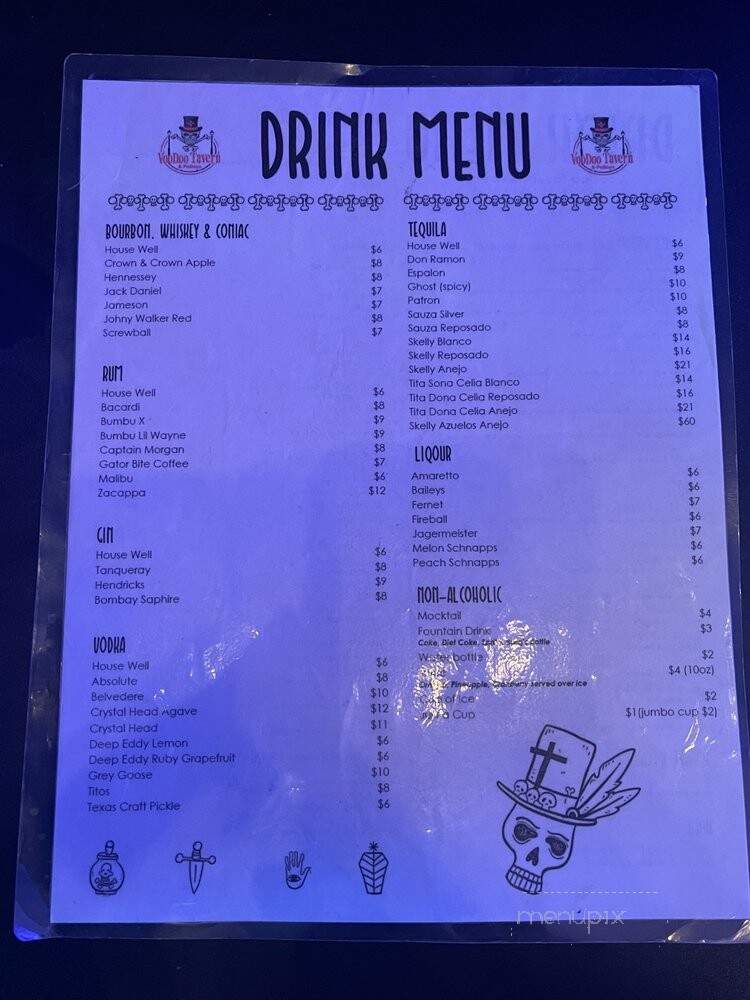 DRINK MENU
VooDoo Tavern
VooDoo Tavern
BOURBON, WHISKEY & CONIAC
House Well $6
Crown & Crown Apple $8
Hennessey $8
Jack Daniel $7
Jameson $7
Johny Walker Red $8
Screwball $7
RUM
House Well $6
Bacardi $8
Bumbu X $9
Bumbu Lil Wayne $9
Captain Morgan $8
Gator Bite Coffee $7
Malibu $6
Zacappa $12
GIN
House Well $6
Tanqueray $8
Hendricks $9
Bombay Saphire $8
VODKA
House Well $6
Absolute $8
Belvedere $10
Crystal Head Agave $12
Crystal Head $11
Deep Eddy Lemon $6
Deep Eddy Ruby Grapefruit $6
Grey Goose $10
Titos $8
Texas Craft Pickle $6
TEQUILA
House Well $6
Don Ramon $9
Espalon $8
Ghost (spicy) $10
Patron $10
Sauza Silver $8
Sauza Reposado $8
Skelly Blanco $14
Skelly Reposado $16
Skelly Anejo $21
Tita Sona Celia Blanco $14
Tita Dona Celia Reposado $16
Tita Dona Celia Anejo $21
Skelly Azuelos Anejo $60
LIQOUR
Amaretto $6
Baileys $6
Fernet $7
Fireball $6
Jagermeister $7
Melon Schnapps $6
Peach Schnapps $6
NON-ALCOHOLIC
Mocktail $4
Fountain Drink $3
Coke, Diet Coke,
Water bottle $2
$4 (10oz)
Pineapple, Cranberry served over ice
of Ice $2
Cup $1(jumbo cup $2)
menupix